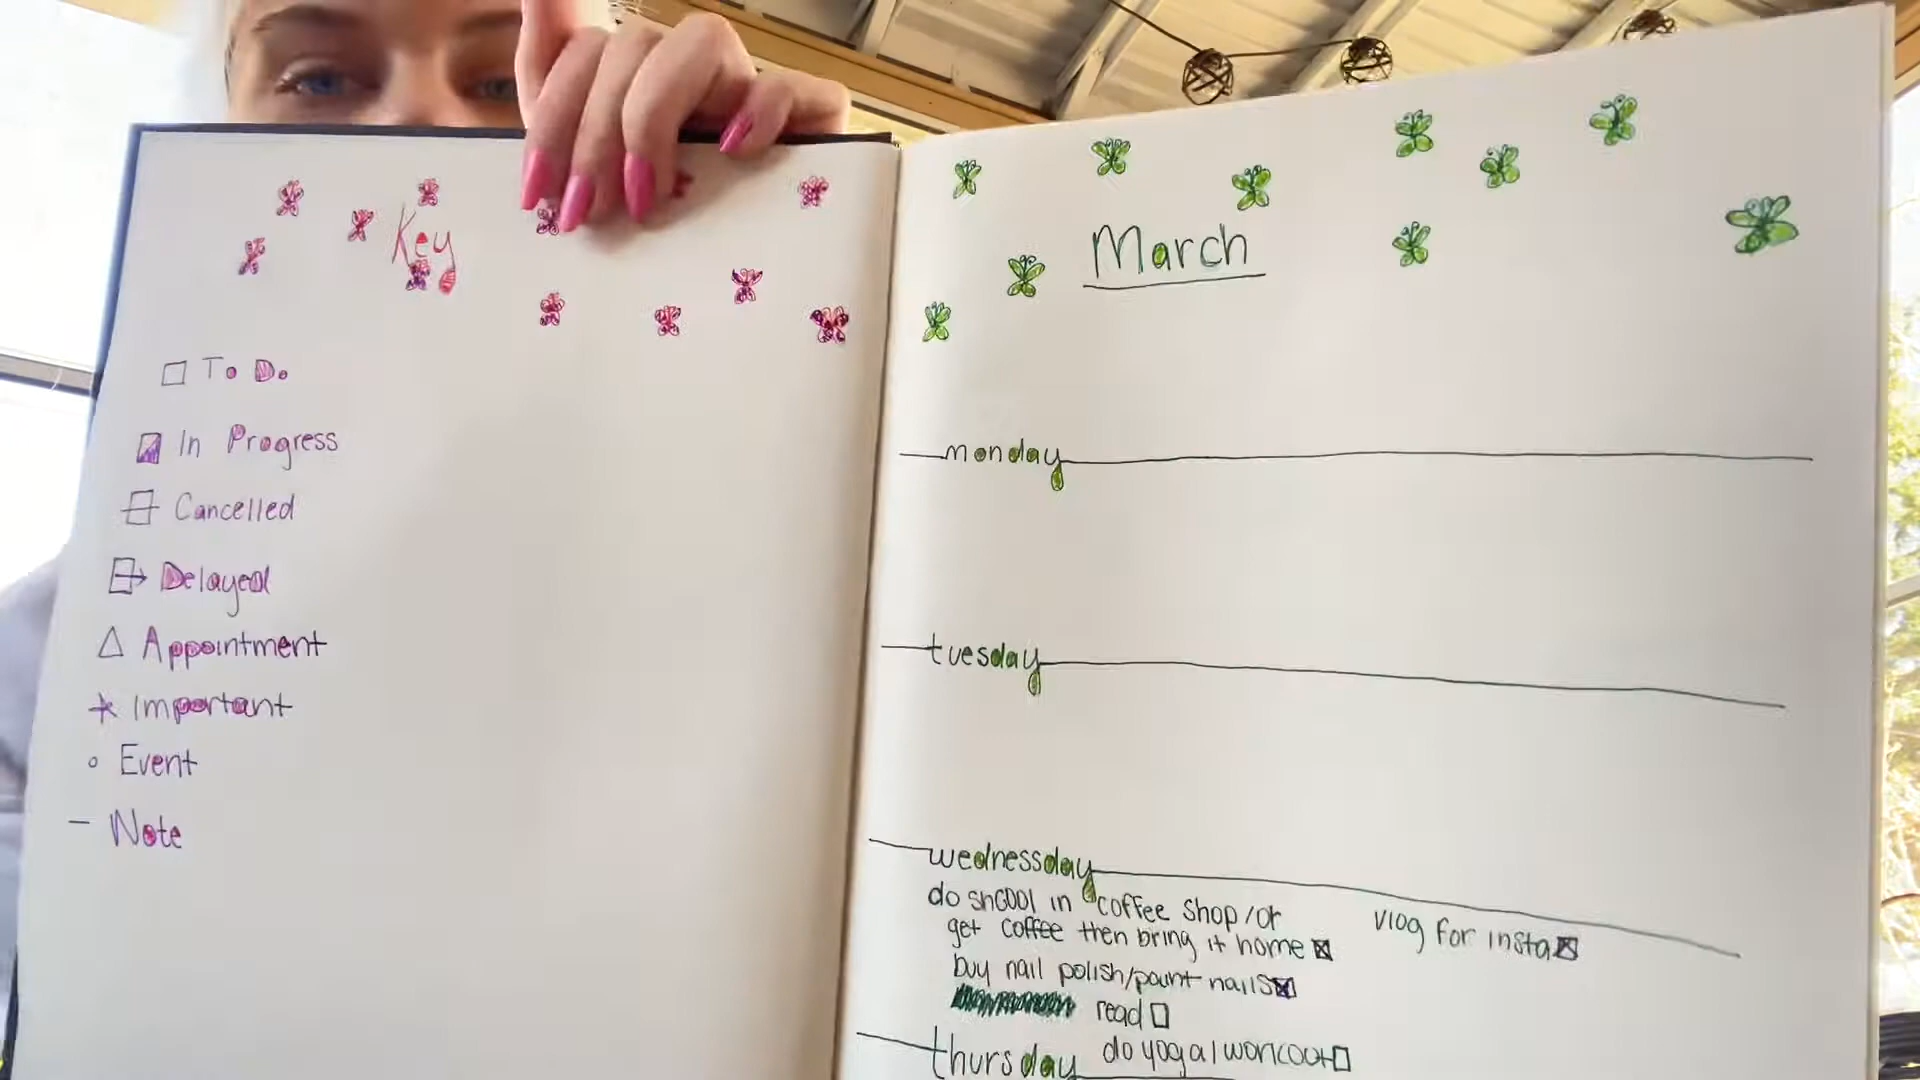 Key
To Do
In Progress
Cancelled
Delayed
Appointment
Important
Event
Note
March
monday
tuesday
wednessday
do shcool in coffee shop/or
get coffee then bring it home
vlog for insta
buy nail polish/paint nails
read
thursday
do yoga/workout